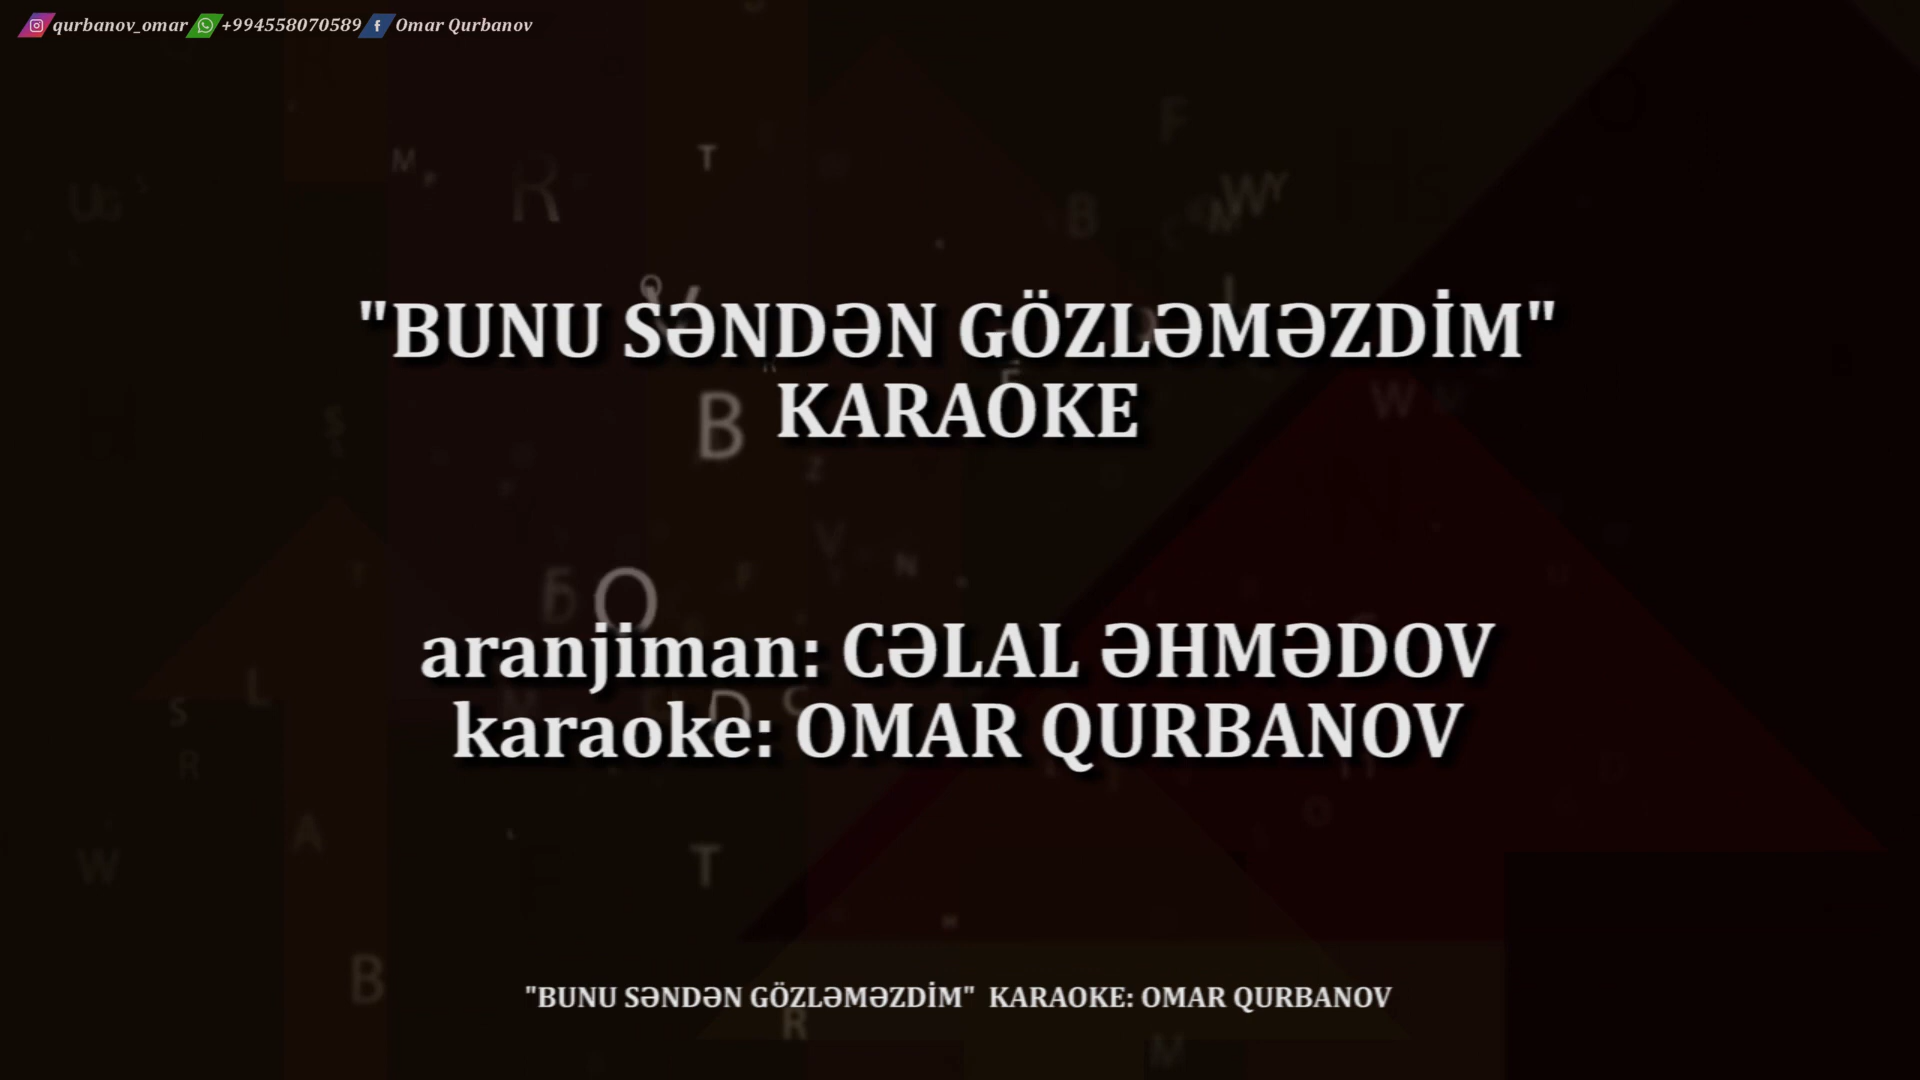 qurbanov_omar +994558070589 Omar Qurbanov
"BUNU SƏNDƏN GÖZLƏMƏZDİM"
KARAOKE
aranjiman: CƏLAL ƏHMƏDOV
karaoke: OMAR QURBANOV
"BUNU SƏNDƏN GÖZLƏMƏZDİM" KARAOKE: OMAR QURBANOV